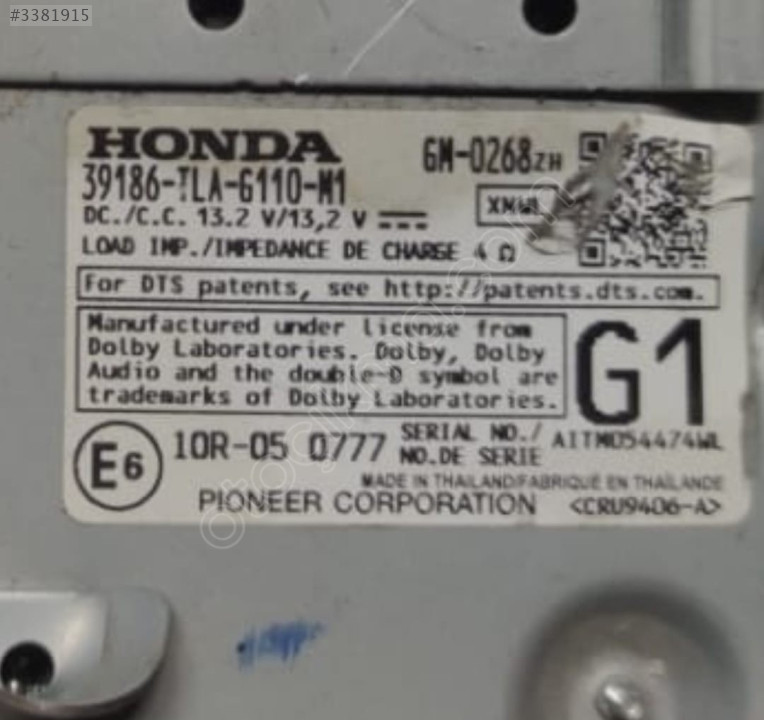 #3381915
HONDA
GM-0268ZH
39186-TLA-G110-M1
DC./C.C. 13.2 V/13,2 V
LOAD IMP./IMPEDANCE DE CHARGE 4 Ω
For DTS patents, see http://patents.dts.com.
Manufactured under license from
Dolby Laboratories. Dolby, Dolby
Audio and the double-D symbol are
trademarks of Dolby Laboratories.
G1
E6
10R-05 0777
SERIAL NO./
NO.DE SERIE
AITM054474WL
MADE IN THAILAND/FABRIQUE EN THAILANDE
PIONEER CORPORATION
<CRU9406-A>